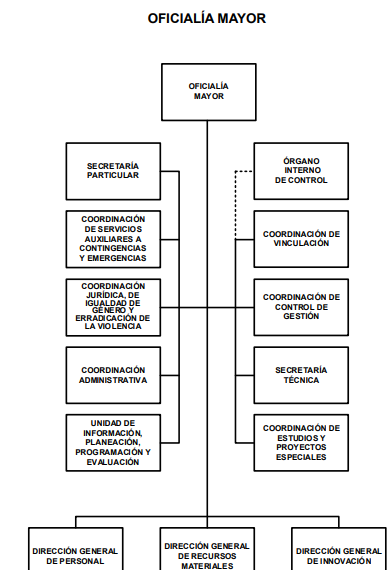 OFICIALÍA MAYOR
OFICIALÍA
MAYOR
SECRETARÍA
PARTICULAR
ÓRGANO
INTERNO
DE CONTROL
COORDINACIÓN
DE SERVICIOS
AUXILIARES A
CONTINGENCIAS
Y EMERGENCIAS
COORDINACIÓN DE
VINCULACIÓN
COORDINACIÓN
JURÍDICA, DE
IGUALDAD DE
GÉNERO Y
ERRADICACIÓN DE
LA VIOLENCIA
COORDINACIÓN DE
CONTROL DE
GESTIÓN
COORDINACIÓN
ADMINISTRATIVA
SECRETARÍA
TÉCNICA
UNIDAD DE
INFORMACIÓN,
PLANEACIÓN,
PROGRAMACIÓN Y
EVALUACIÓN
COORDINACIÓN DE
ESTUDIOS Y
PROYECTOS
ESPECIALES
DIRECCIÓN GENERAL
DE PERSONAL
DIRECCIÓN GENERAL
DE RECURSOS
MATERIALES
DIRECCIÓN GENERAL
DE INNOVACIÓN